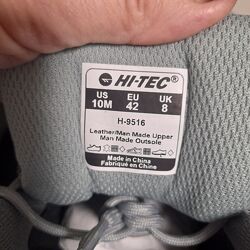 HI-TEC®
US EU UK
10M 42 8
H-9516
Leather/Man Made Upper
Man Made Outsole
Made in China
Fabriqué en Chine